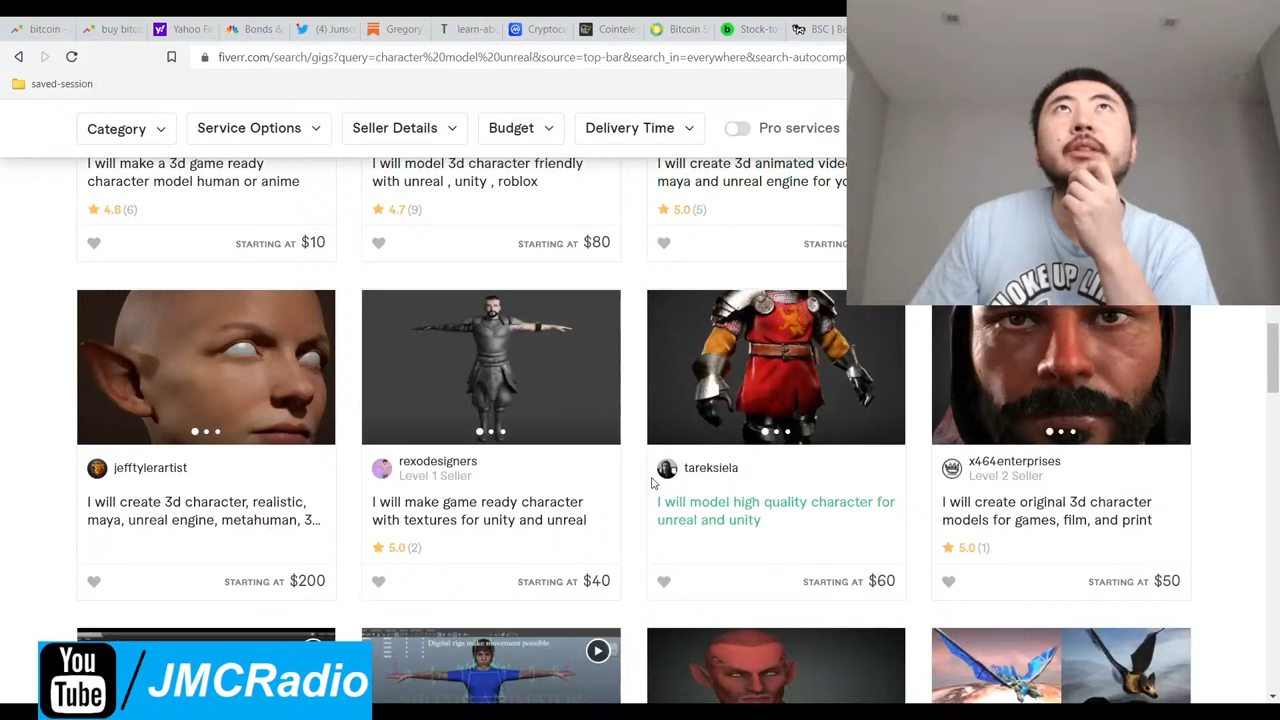 bitcoin
buy bitc
Yahoo Fi
Bonds &
(4) Junso
Gregory
learn-ab
Cryptoc
Cointele
Bitcoin S
Stock-to
BSC | Be
fiverr.com/search/gigs?query=character%20model%20unreal&source=top-bar&search_in=everywhere&search-autocomp
saved-session
Category
Service Options
Seller Details
Budget
Delivery Time
Pro services
I will make a 3d game ready
character model human or anime
4.8 (6)
STARTING AT $10
I will model 3d character friendly
with unreal , unity , roblox
4.7 (9)
STARTING AT $80
I will create 3d animated vide
maya and unreal engine for yo
5.0 (5)
STARTING
jefftylerartist
I will create 3d character, realistic,
maya, unreal engine, metahuman, 3...
STARTING AT $200
rexodesigners
Level 1 Seller
I will make game ready character
with textures for unity and unreal
5.0 (2)
STARTING AT $40
tareksiela
I will model high quality character for
unreal and unity
STARTING AT $60
x464enterprises
Level 2 Seller
I will create original 3d character
models for games, film, and print
5.0 (1)
STARTING AT $50
Digital rigs make movement possible
You
Tube
/ JMCRadio